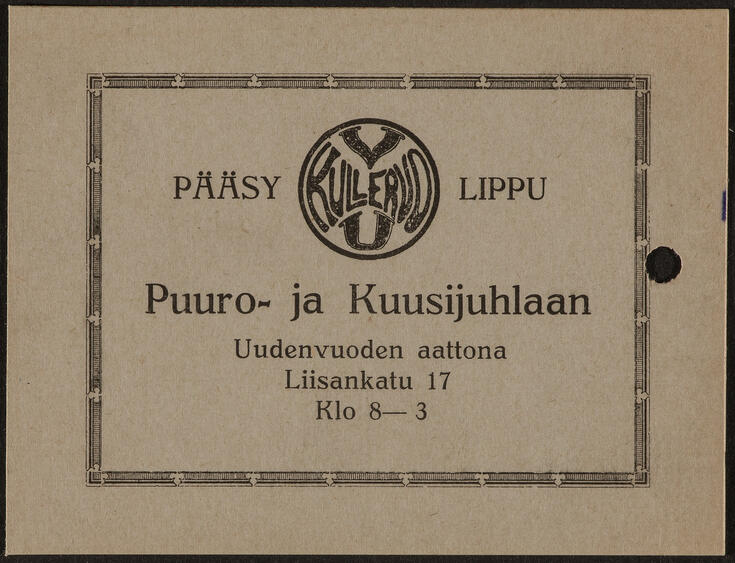 PÄÄSY
V
KULLERVO
U
LIPPU
Puuro- ja Kuusijuhlaan
Uudenvuoden aattona
Liisankatu 17
Klo 8— 3